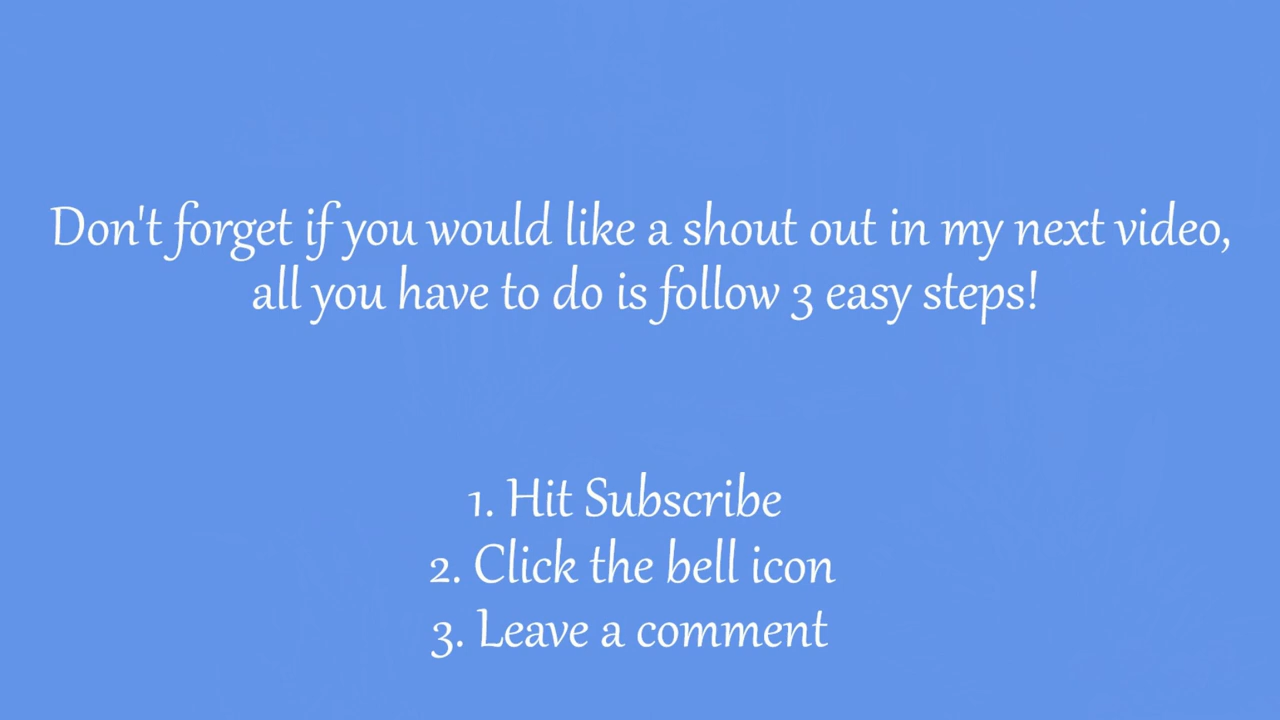 Don't forget if you would like a shout out in my next video,
all you have to do is follow 3 easy steps!
1. Hit Subscribe
2. Click the bell icon
3. Leave a comment